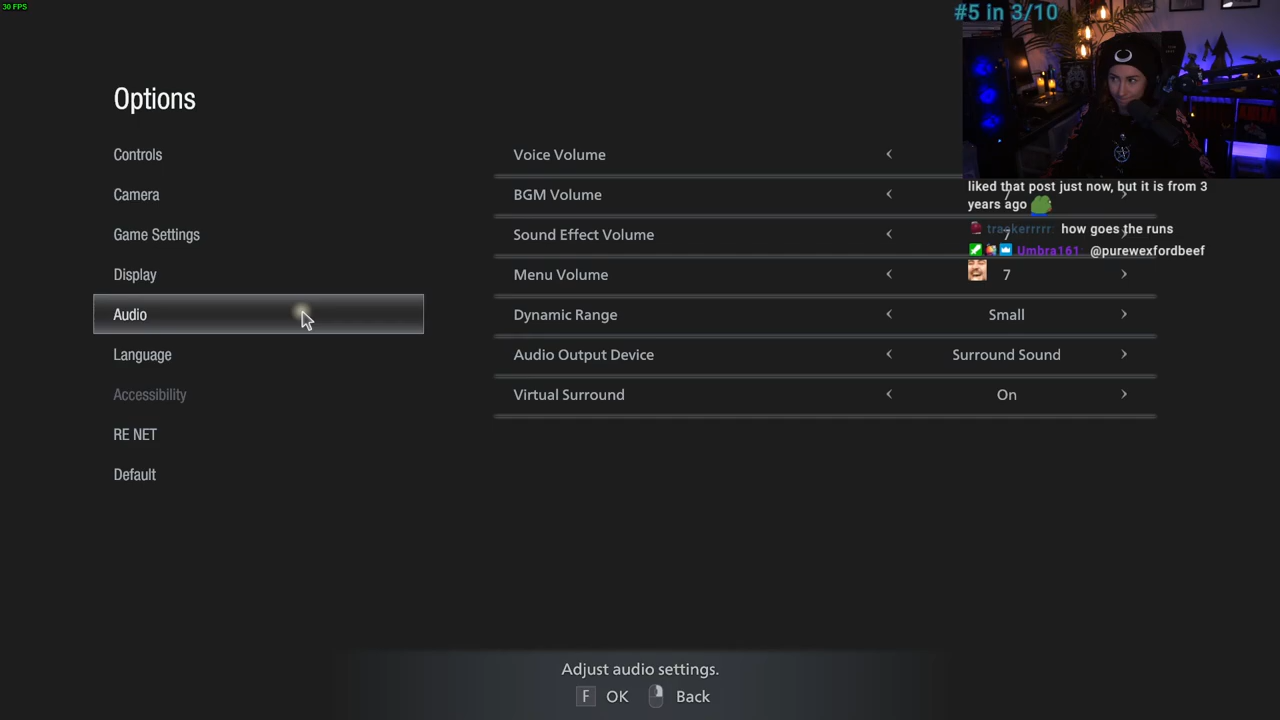 30 FPS
#5 in 3/10
Options
Controls
Camera
Game Settings
Display
Audio
Language
Accessibility
RE NET
Default
Voice Volume
BGM Volume 7
Sound Effect Volume 7
Menu Volume 7
Dynamic Range Small
Audio Output Device Surround Sound
Virtual Surround On
liked that post just now, but it is from 3
years ago
trackerrrrr: how goes the runs
Umbra161: @purewexfordbeef
Adjust audio settings.
F OK Back